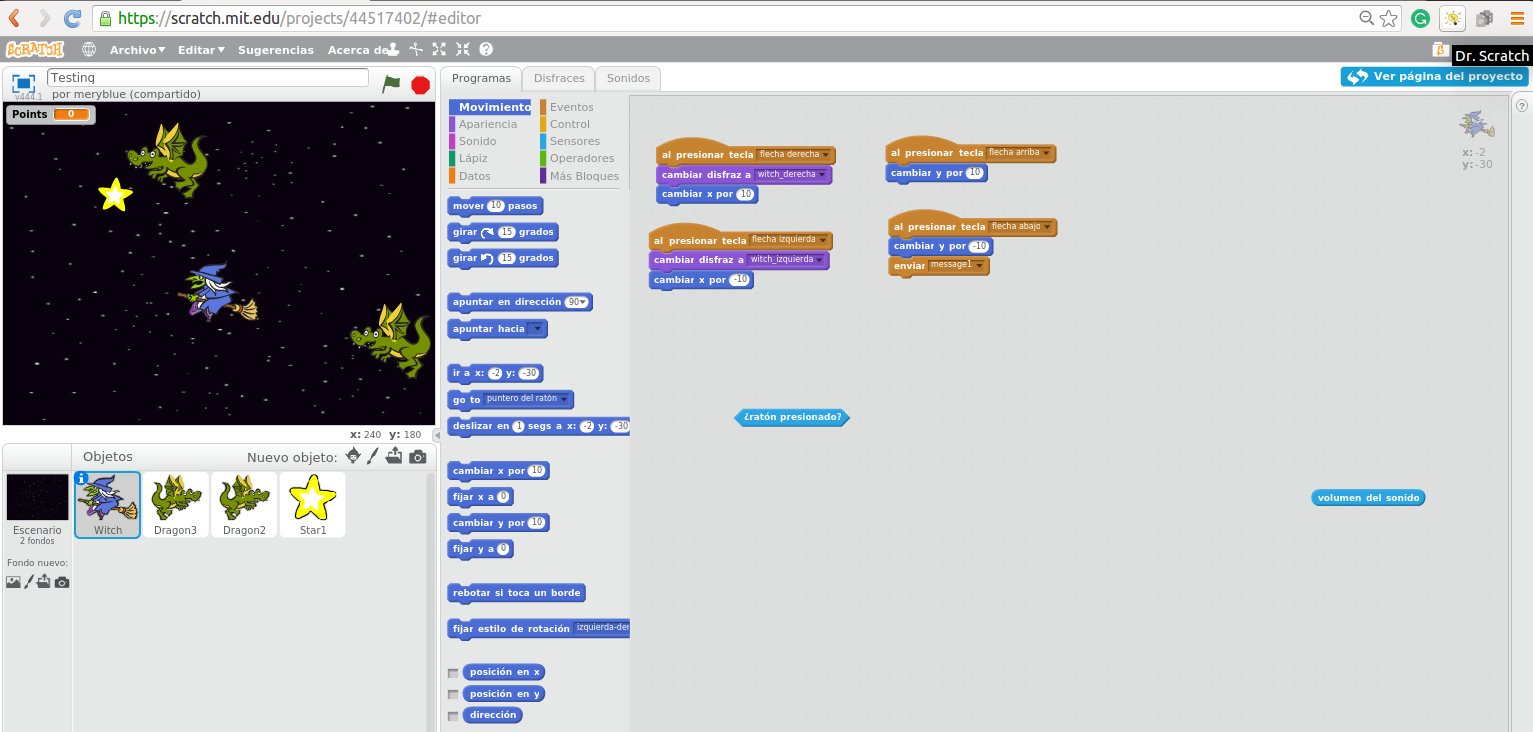 https://scratch.mit.edu/projects/44517402/#editor
SCRATCH Archivo Editar Sugerencias Acerca de
Dr. Scratch
Testing
por meryblue (compartido)
v444.1
Programas Disfraces Sonidos
Ver página del proyecto
Points 0
Movimiento Eventos
Apariencia Control
Sonido Sensores
Lápiz Operadores
Datos Más Bloques
mover 10 pasos
girar 15 grados
girar 15 grados
apuntar en dirección 90
apuntar hacia
ir a x: -2 y: -30
go to puntero del ratón
deslizar en 1 segs a x: -2 y: -30
cambiar x por 10
fijar x a 0
cambiar y por 10
fijar y a 0
rebotar si toca un borde
fijar estilo de rotación izquierda-der
posición en x
posición en y
dirección
al presionar tecla flecha derecha
cambiar disfraz a witch_derecha
cambiar x por 10
al presionar tecla flecha izquierda
cambiar disfraz a witch_izquierda
cambiar x por -10
al presionar tecla flecha arriba
cambiar y por 10
al presionar tecla flecha abajo
cambiar y por -10
enviar message1
¿ratón presionado?
volumen del sonido
x: -2
y: -30
x: 240 y: 180
Objetos Nuevo objeto:
Escenario
2 fondos
Fondo nuevo:
Witch Dragon3 Dragon2 Star1